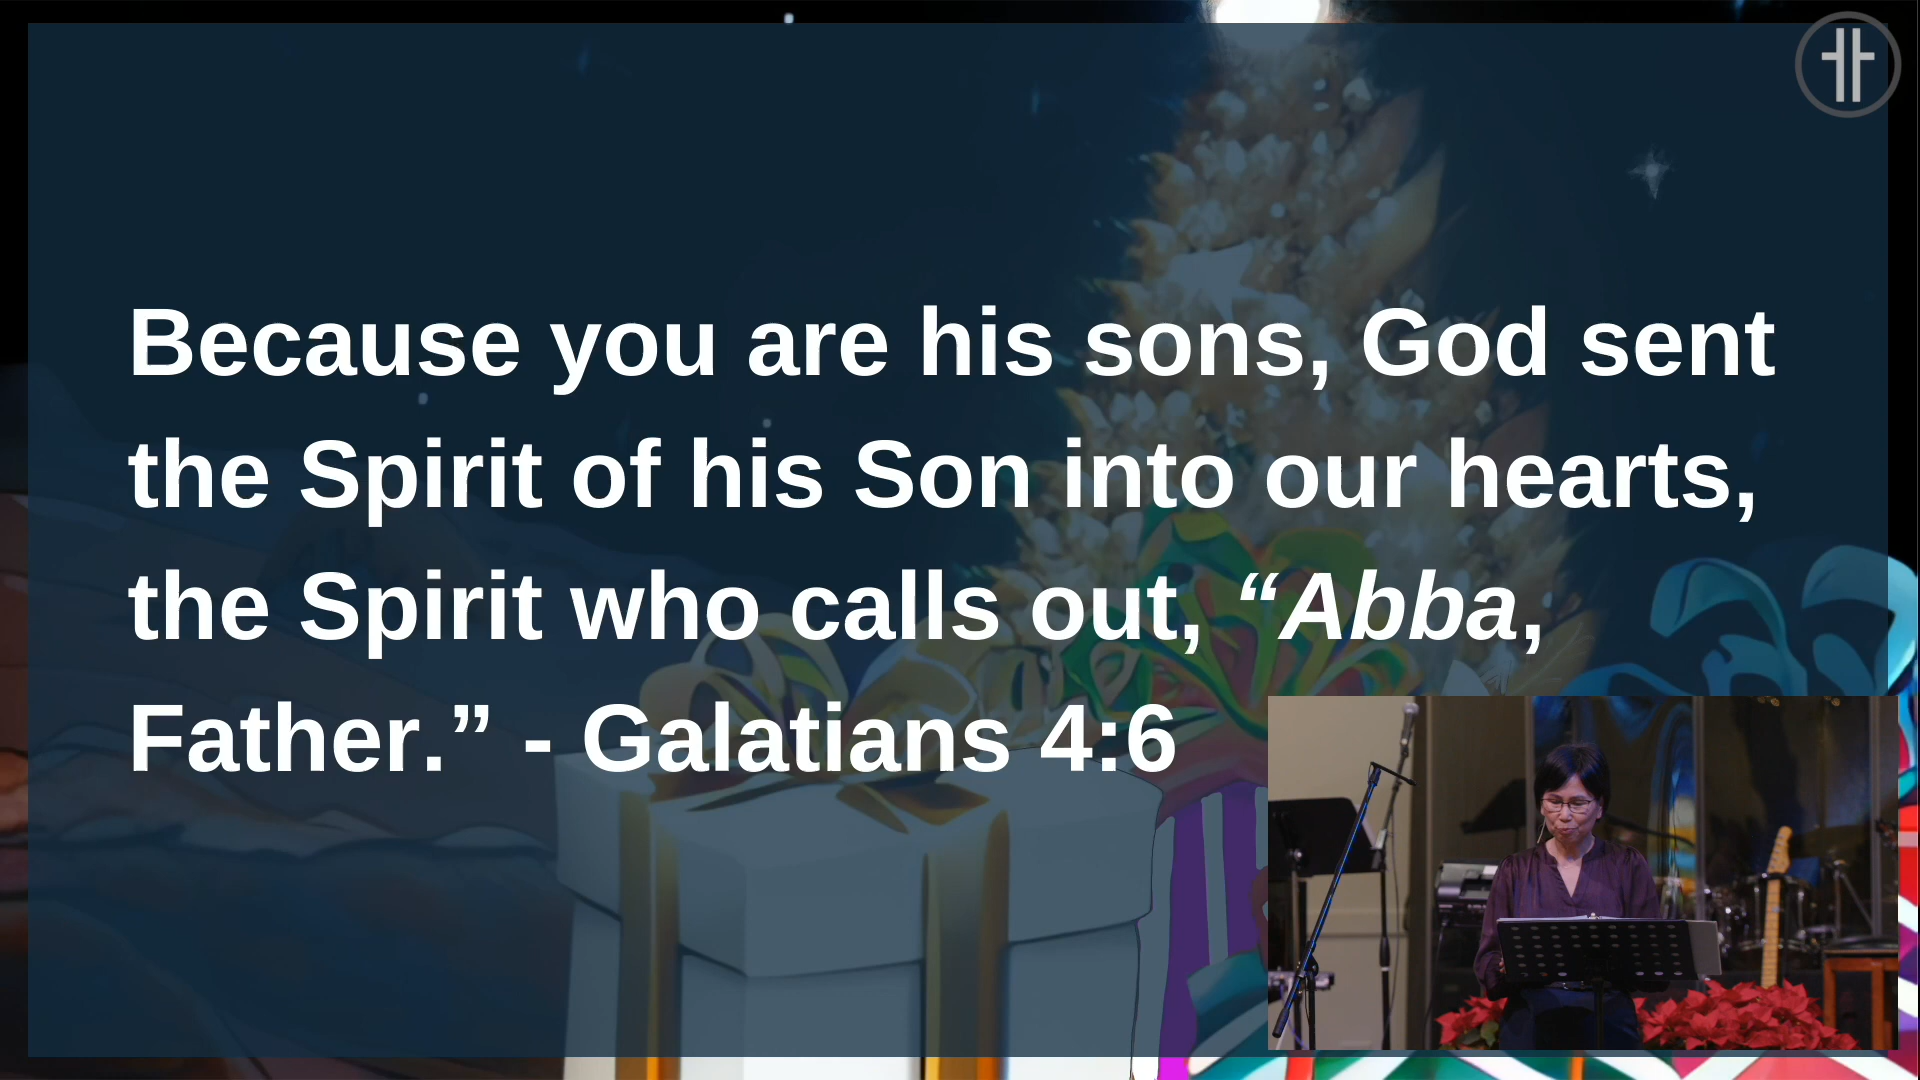 Because you are his sons, God sent
the Spirit of his Son into our hearts,
the Spirit who calls out, “Abba,
Father.” - Galatians 4:6